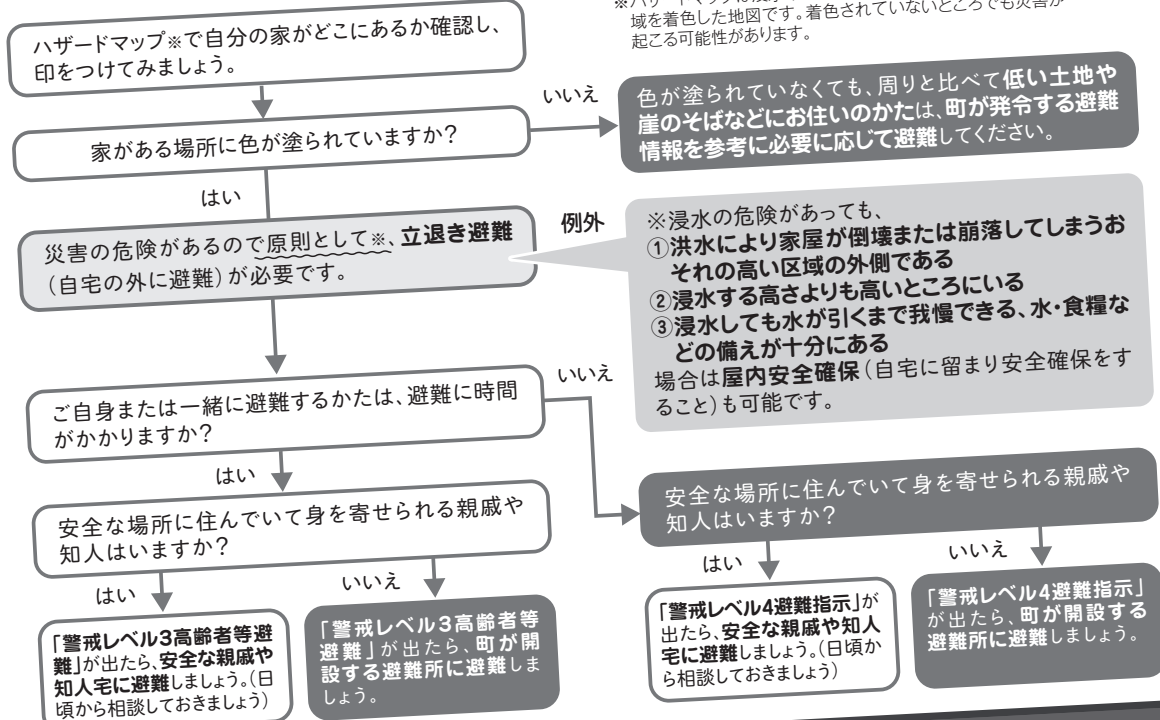 域を着色した地図です。着色されていないところでも災害が
起こる可能性があります。
ハザードマップ※で自分の家がどこにあるか確認し、
印をつけてみましょう。
家がある場所に色が塗られていますか?
いいえ
色が塗られていなくても、周りと比べて低い土地や
崖のそばなどにお住いのかたは、町が発令する避難
情報を参考に必要に応じて避難してください。
はい
災害の危険があるので原則として※、立退き避難
(自宅の外に避難)が必要です。
例外
※浸水の危険があっても、
①洪水により家屋が倒壊または崩落してしまうお
それの高い区域の外側である
②浸水する高さよりも高いところにいる
③浸水しても水が引くまで我慢できる、水・食糧な
どの備えが十分にある
場合は屋内安全確保(自宅に留まり安全確保をす
ること)も可能です。
ご自身または一緒に避難するかたは、避難に時間
がかかりますか?
いいえ
はい
安全な場所に住んでいて身を寄せられる親戚や
知人はいますか?
はい
「警戒レベル3高齢者等避
難」が出たら、安全な親戚や
知人宅に避難しましょう。(日
頃から相談しておきましょう)
いいえ
「警戒レベル3高齢者等
避難」が出たら、町が開
設する避難所に避難しま
しょう。
安全な場所に住んでいて身を寄せられる親戚や
知人はいますか?
はい
「警戒レベル4避難指示」が
出たら、安全な親戚や知人
宅に避難しましょう。(日頃か
ら相談しておきましょう)
いいえ
「警戒レベル4避難指示」
が出たら、町が開設する
避難所に避難しましょう。